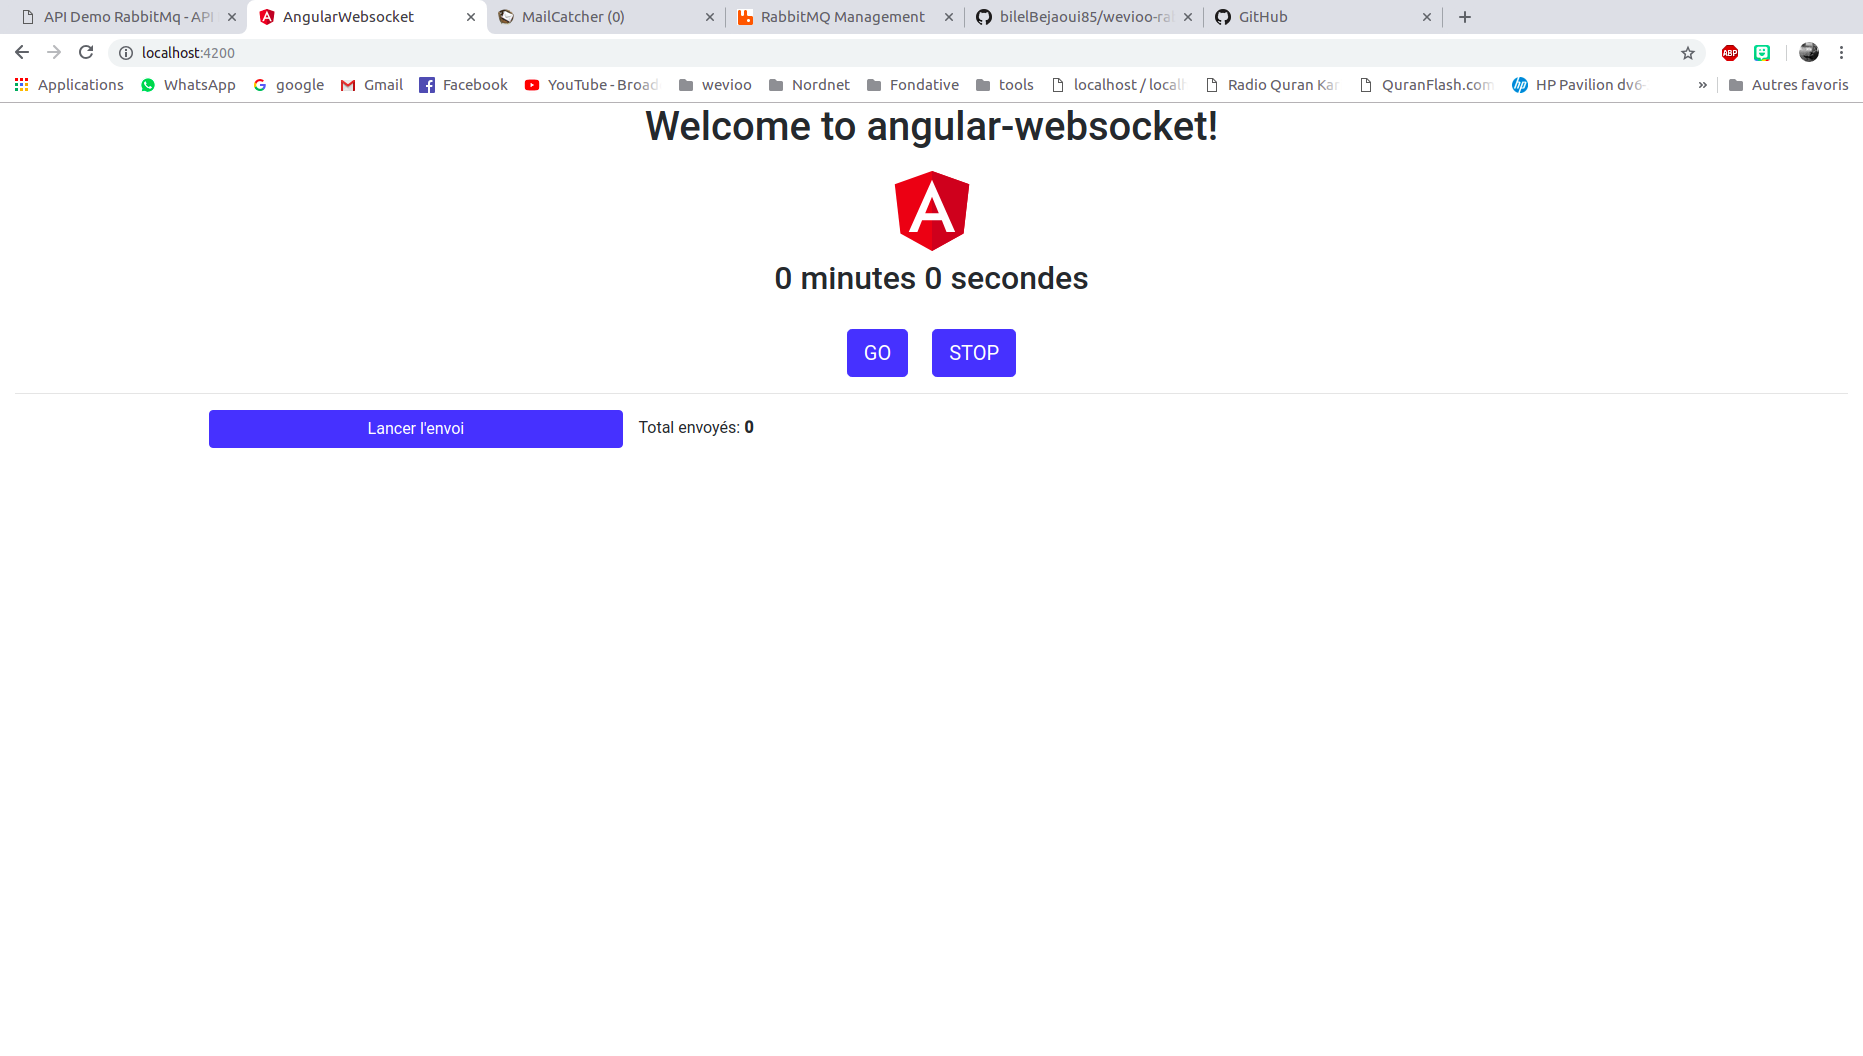 API Demo RabbitMq - API
AngularWebsocket
MailCatcher (0)
RabbitMQ Management
bilelBejaoui85/wevioo-ra
GitHub
localhost:4200
ABP
Applications
WhatsApp
google
Gmail
Facebook
YouTube - Broad
wevioo
Nordnet
Fondative
tools
localhost / localh
Radio Quran Kar
QuranFlash.com
HP Pavilion dv6-
»
Autres favoris
Welcome to angular-websocket!
A
0 minutes 0 secondes
GO
STOP
Lancer l'envoi
Total envoyés: 0